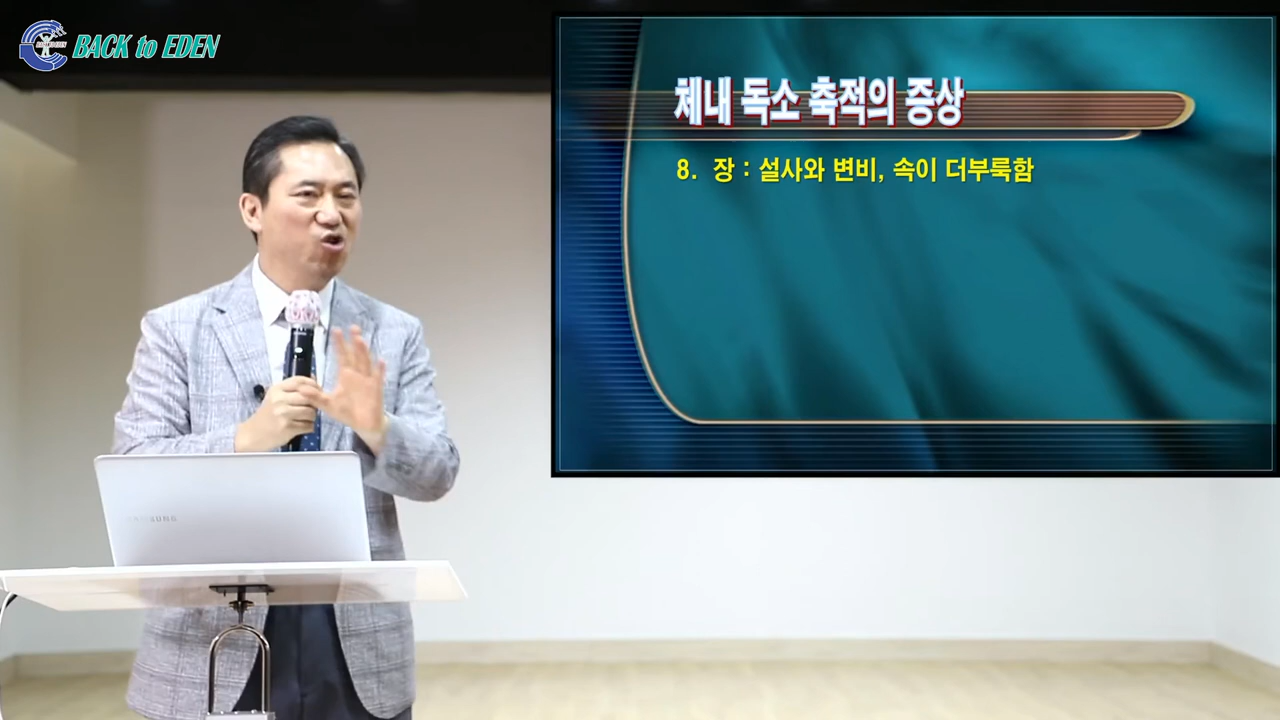 BACK to EDEN
체내 독소 축적의 증상
8. 장 : 설사와 변비, 속이 더부룩함
SAMSUNG